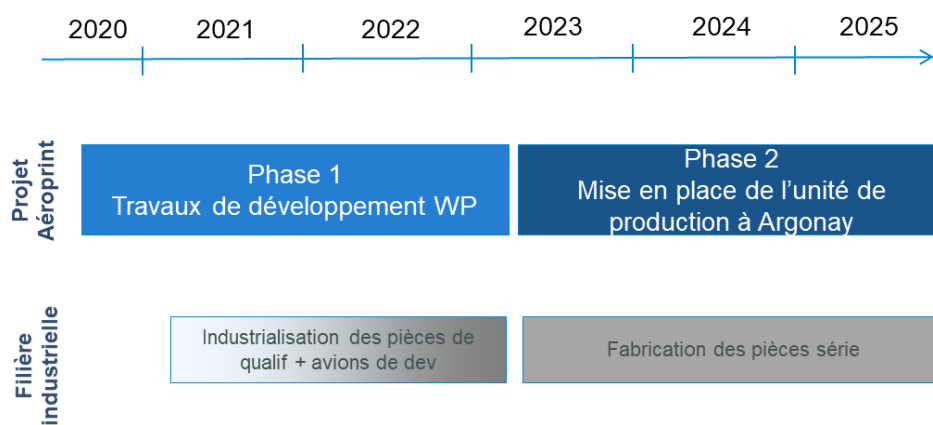 2020 2021 2022 2023 2024 2025
Projet
Aéroprint
Phase 1
Travaux de développement WP
Phase 2
Mise en place de l’unité de
production à Argonay
Filière
industrielle
Industrialisation des pièces de
qualif + avions de dev
Fabrication des pièces série